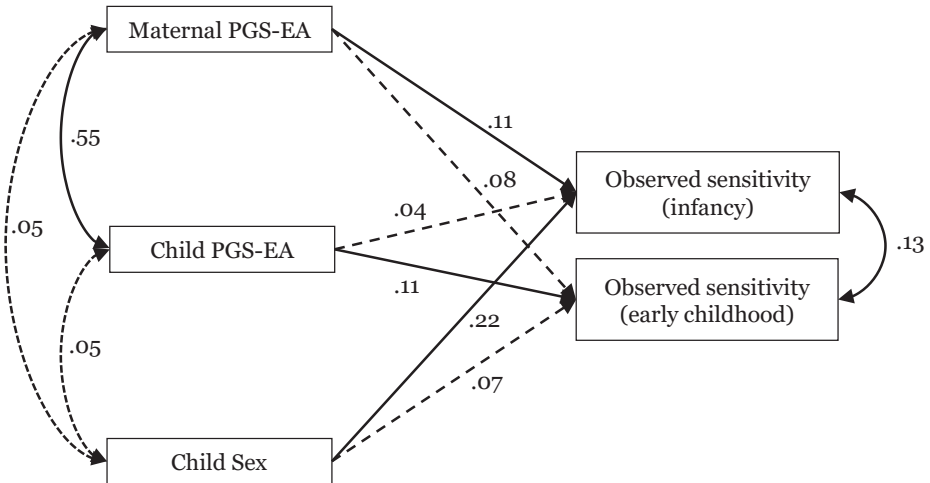 Maternal PGS-EA
.11
.55
Observed sensitivity
(infancy)
.08
.04
.05
Child PGS-EA
.13
.11
Observed sensitivity
(early childhood)
.22
.05
.07
Child Sex